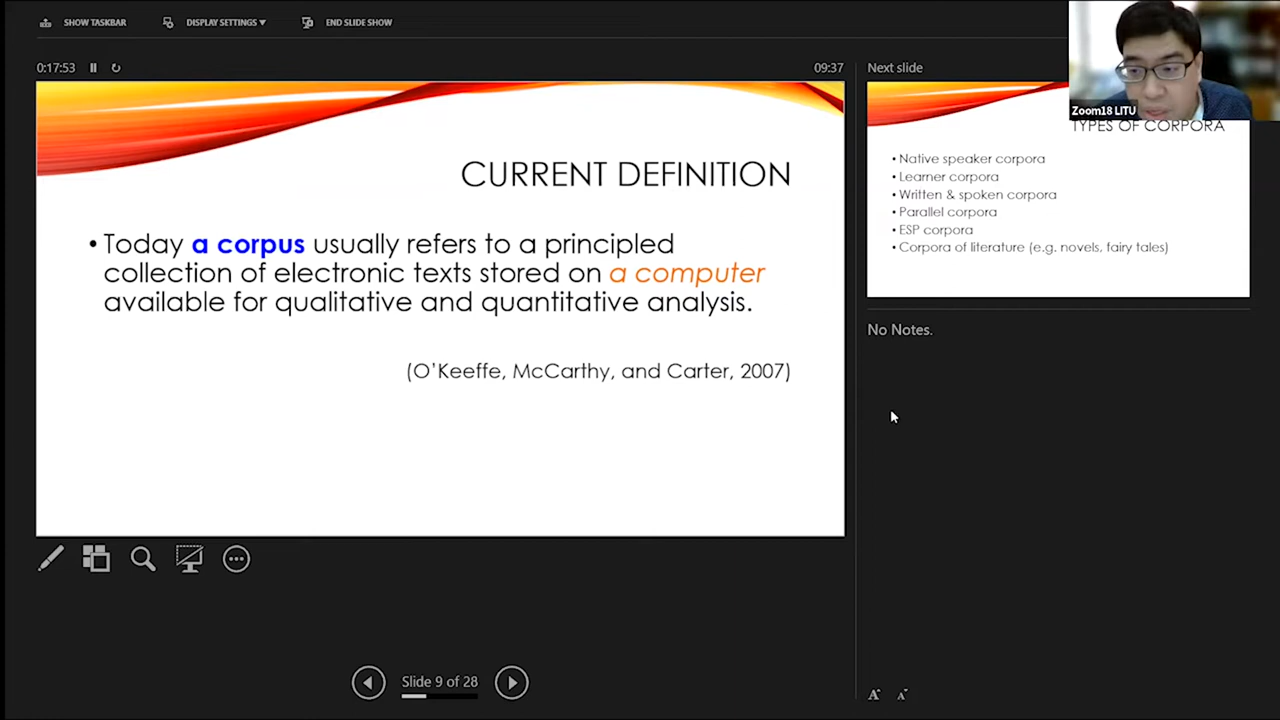 SHOW TASKBAR
DISPLAY SETTINGS ▼
END SLIDE SHOW
0:17:53
09:37
CURRENT DEFINITION
• Today a corpus usually refers to a principled
collection of electronic texts stored on a computer
available for qualitative and quantitative analysis.
(O'Keeffe, McCarthy, and Carter, 2007)
Slide 9 of 28
Next slide
Zoom18 LITU
TYPES OF CORPORA
• Native speaker corpora
• Learner corpora
• Written & spoken corpora
• Parallel corpora
• ESP corpora
• Corpora of literature (e.g. novels, fairy tales)
No Notes.
A A